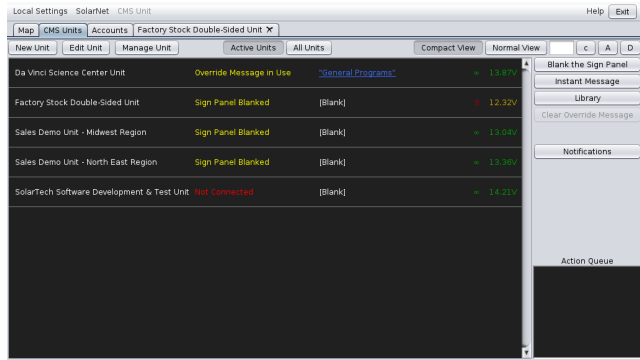 Local Settings SolarNet CMS Unit Help Exit
Map CMS Units Accounts Factory Stock Double-Sided Unit
New Unit Edit Unit Manage Unit Active Units All Units Compact View Normal View c A D
Da Vinci Science Center Unit Override Message in Use "General Programs" 13.87V
Factory Stock Double-Sided Unit Sign Panel Blanked [Blank] 12.32V
Sales Demo Unit - Midwest Region Sign Panel Blanked [Blank] 13.04V
Sales Demo Unit - North East Region Sign Panel Blanked [Blank] 13.36V
SolarTech Software Development & Test Unit Not Connected [Blank] 14.21V
Blank the Sign Panel
Instant Message
Library
Clear Override Message
Notifications
Action Queue